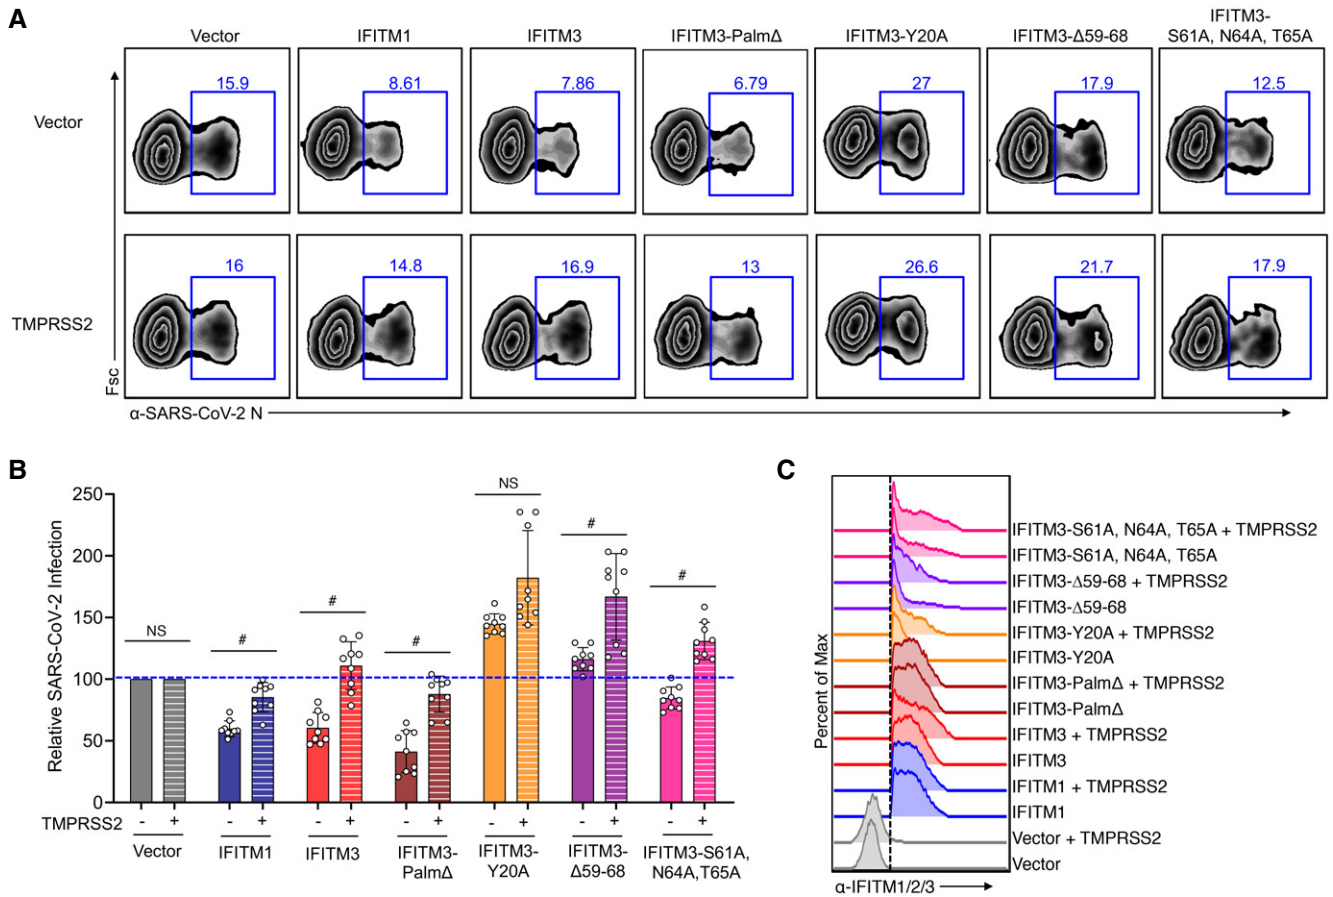 A
Vector
IFITM1
IFITM3
IFITM3-PalmΔ
IFITM3-Y20A
IFITM3-Δ59-68
IFITM3-
S61A, N64A, T65A
Vector
15.9
8.61
7.86
6.79
27
17.9
12.5
TMPRSS2
16
14.8
16.9
13
26.6
21.7
17.9
Fsc
α-SARS-CoV-2 N
B
Relative SARS-CoV-2 Infection
250
200
150
100
50
0
NS
#
#
#
NS
#
#
TMPRSS2
- + - + - + - + - + - + - +
Vector
IFITM1
IFITM3
IFITM3-
PalmΔ
IFITM3-
Y20A
IFITM3-
Δ59-68
IFITM3-S61A,
N64A,T65A
C
Percent of Max
IFITM3-S61A, N64A, T65A + TMPRSS2
IFITM3-S61A, N64A, T65A
IFITM3-Δ59-68 + TMPRSS2
IFITM3-Δ59-68
IFITM3-Y20A + TMPRSS2
IFITM3-Y20A
IFITM3-PalmΔ + TMPRSS2
IFITM3-PalmΔ
IFITM3 + TMPRSS2
IFITM3
IFITM1 + TMPRSS2
IFITM1
Vector + TMPRSS2
Vector
α-IFITM1/2/3